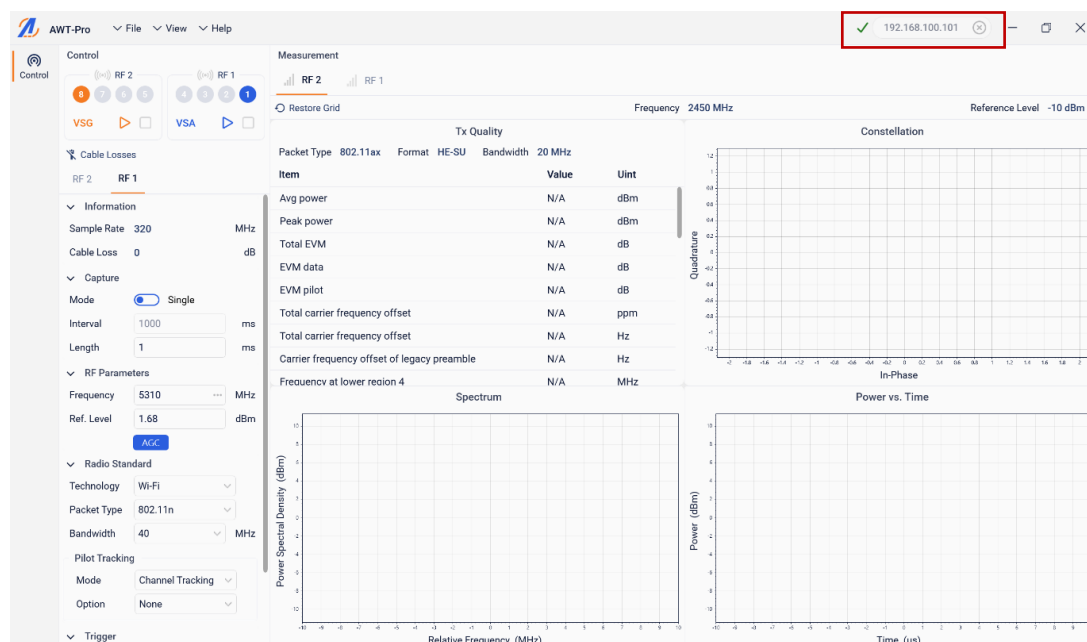 AWT-Pro File View Help 192.168.100.101
Control
Control
RF 2 RF 1
8 7 6 5 4 3 2 1
VSG VSA
Cable Losses
RF 2 RF 1
Information
Sample Rate 320 MHz
Cable Loss 0 dB
Capture
Mode Single
Interval 1000 ms
Length 1 ms
RF Parameters
Frequency 5310 ... MHz
Ref. Level 1.68 dBm
AGC
Radio Standard
Technology Wi-Fi
Packet Type 802.11n
Bandwidth 40 MHz
Pilot Tracking
Mode Channel Tracking
Option None
Trigger
Measurement
RF 2 RF 1
Restore Grid Frequency 2450 MHz Reference Level -10 dBm
Tx Quality
Packet Type 802.11ax Format HE-SU Bandwidth 20 MHz
Item Value Uint
Avg power N/A dBm
Peak power N/A dBm
Total EVM N/A dB
EVM data N/A dB
EVM pilot N/A dB
Total carrier frequency offset N/A ppm
Total carrier frequency offset N/A Hz
Carrier frequency offset of legacy preamble N/A Hz
Frequency at lower region 4 N/A MHz
Constellation
Quadrature
In-Phase
Spectrum
Power Spectral Density (dBm)
Relative Frequency (MHz)
Power vs. Time
Power (dBm)
Time (us)